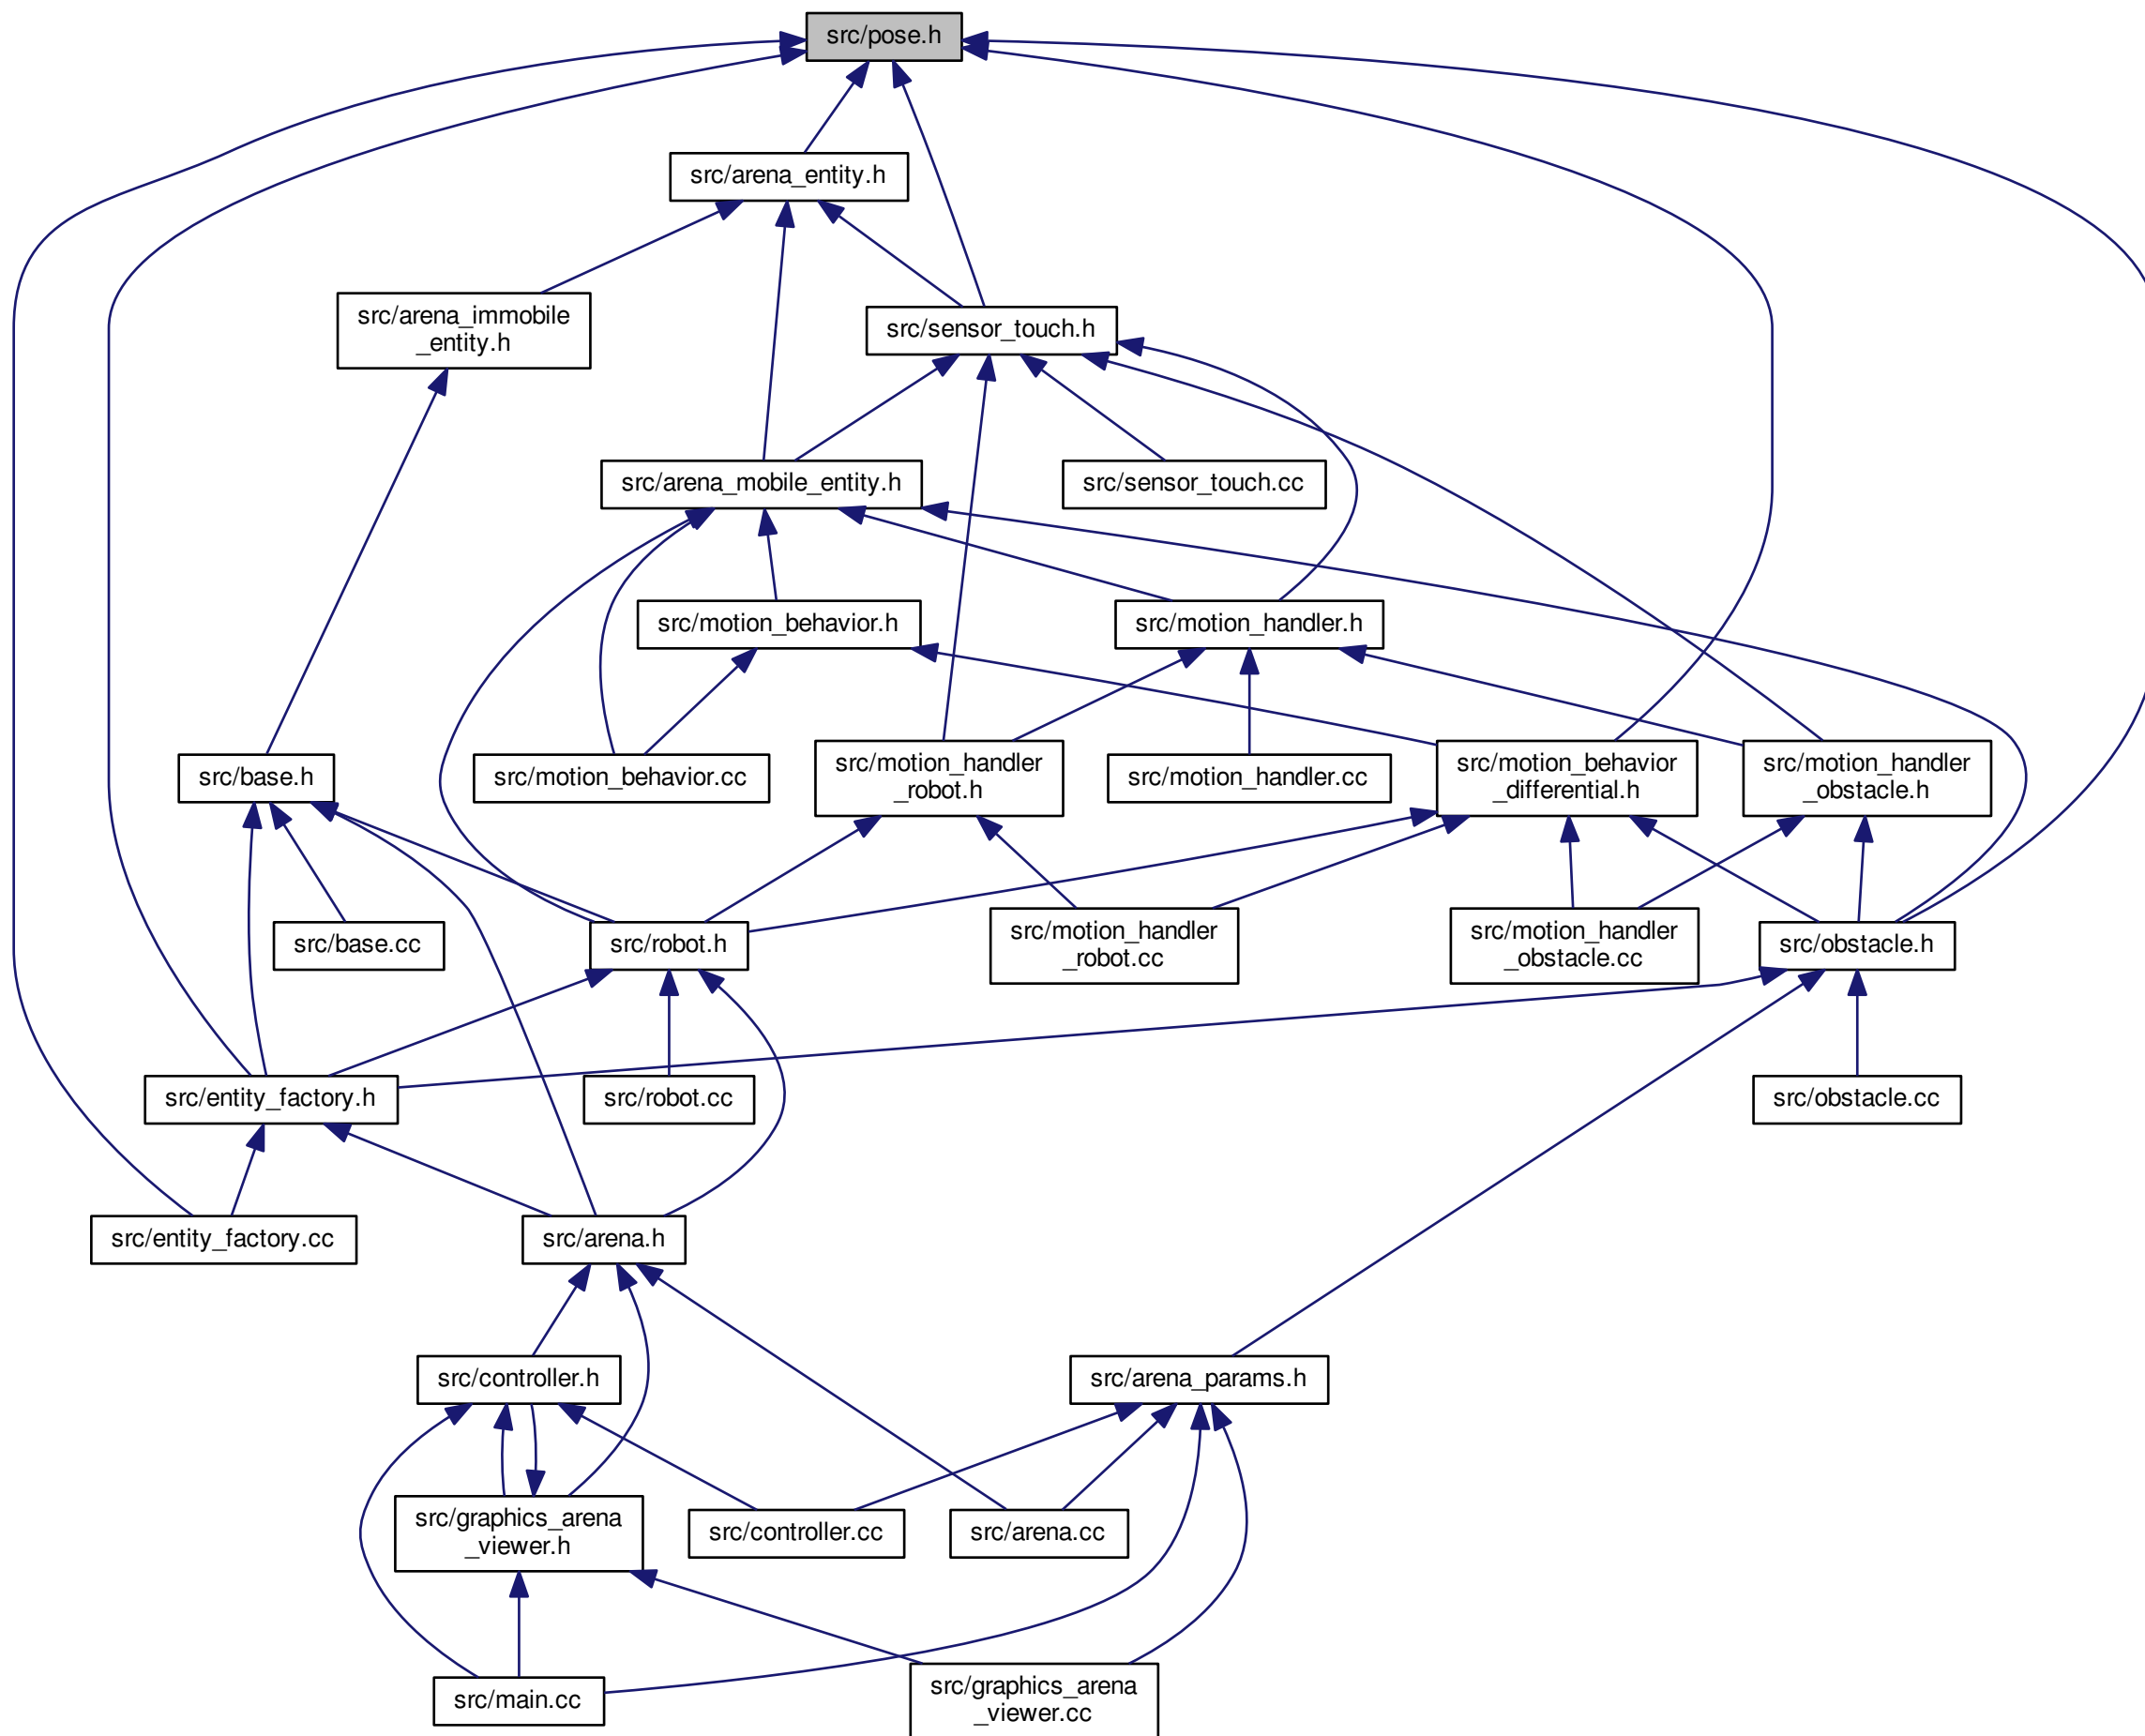 src/pose.h
src/arena_entity.h
src/arena_immobile
_entity.h
src/sensor_touch.h
src/arena_mobile_entity.h
src/sensor_touch.cc
src/motion_behavior.h
src/motion_handler.h
src/base.h
src/motion_behavior.cc
src/motion_handler
_robot.h
src/motion_handler.cc
src/motion_behavior
_differential.h
src/motion_handler
_obstacle.h
src/base.cc
src/robot.h
src/motion_handler
_robot.cc
src/motion_handler
_obstacle.cc
src/obstacle.h
src/entity_factory.h
src/robot.cc
src/obstacle.cc
src/entity_factory.cc
src/arena.h
src/controller.h
src/arena_params.h
src/graphics_arena
_viewer.h
src/controller.cc
src/arena.cc
src/main.cc
src/graphics_arena
_viewer.cc